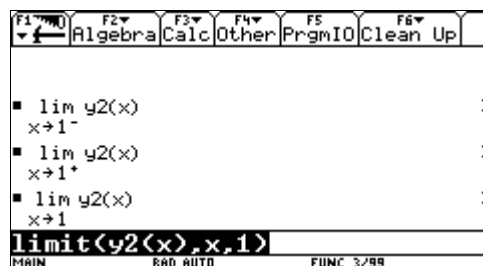 F1 F2 F3 F4 F5 F6
Algebra Calc Other PrgmIO Clean Up
lim y2(x)
x→1⁻
lim y2(x)
x→1⁺
lim y2(x)
x→1
limit(y2(x),x,1)
MAIN RAD AUTO FUNC 3/99